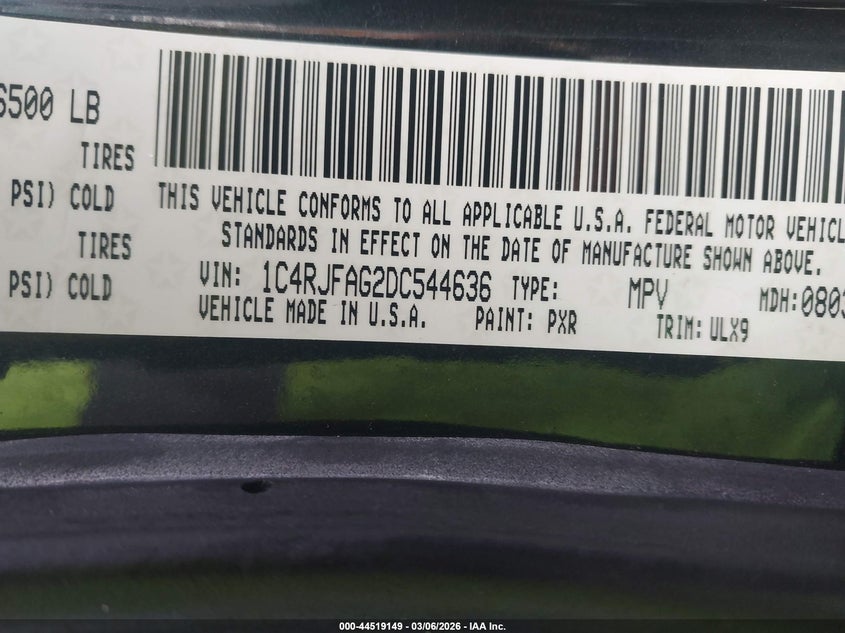 6500 LB
TIRES
PSI) COLD
TIRES
PSI) COLD
THIS VEHICLE CONFORMS TO ALL APPLICABLE U.S.A. FEDERAL MOTOR VEHICL
STANDARDS IN EFFECT ON THE DATE OF MANUFACTURE SHOWN ABOVE.
VIN: 1C4RJFAG2DC544636 TYPE: MPV MDH:0803
VEHICLE MADE IN U.S.A. PAINT: PXR TRIM: ULX9
000-44519149 - 03/06/2026 - IAA Inc.